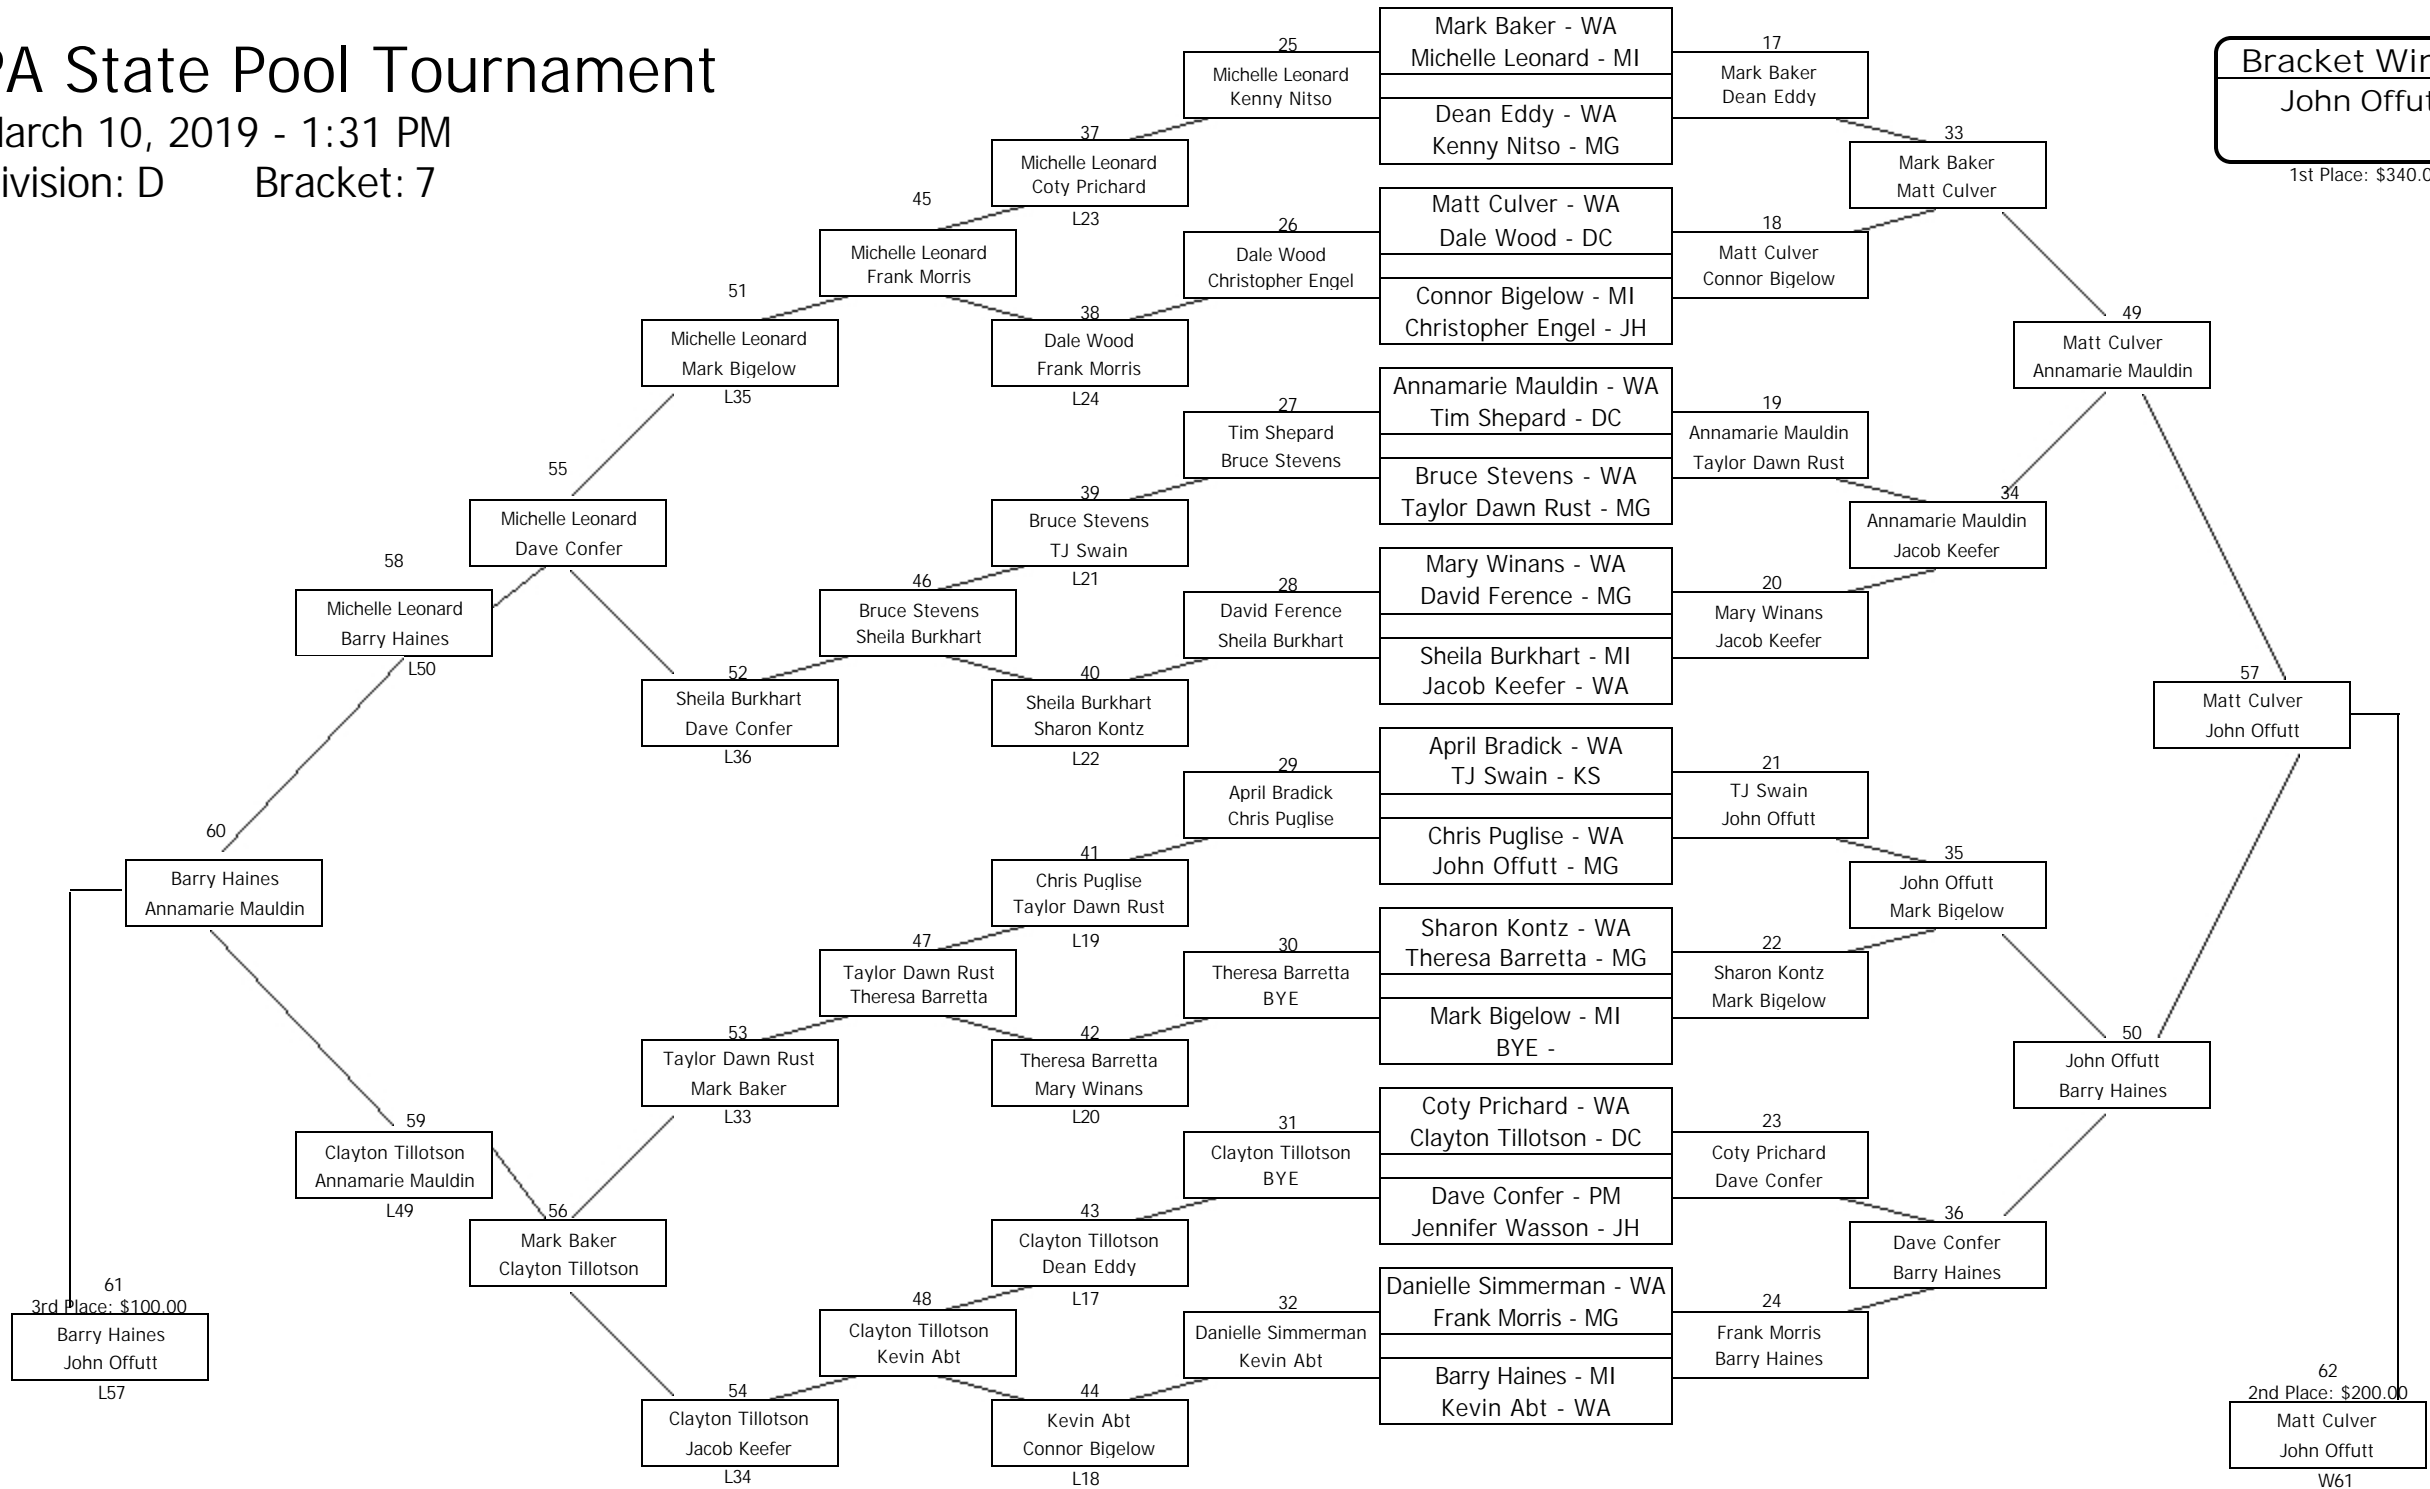 PA State Pool Tournament
March 10, 2019 - 1:31 PM
Division: D Bracket: 7
61
3rd Place: $100.00
Barry Haines
John Offutt
L57
60
Barry Haines
Annamarie Mauldin
58
Michelle Leonard
Barry Haines
L50
59
Clayton Tillotson
Annamarie Mauldin
L49
55
Michelle Leonard
Dave Confer
56
Mark Baker
Clayton Tillotson
51
Michelle Leonard
Mark Bigelow
L35
52
Sheila Burkhart
Dave Confer
L36
53
Taylor Dawn Rust
Mark Baker
L33
54
Clayton Tillotson
Jacob Keefer
L34
45
Michelle Leonard
Frank Morris
46
Bruce Stevens
Sheila Burkhart
47
Taylor Dawn Rust
Theresa Barretta
48
Clayton Tillotson
Kevin Abt
37
Michelle Leonard
Coty Prichard
L23
38
Dale Wood
Frank Morris
L24
39
Bruce Stevens
TJ Swain
L21
40
Sheila Burkhart
Sharon Kontz
L22
41
Chris Puglise
Taylor Dawn Rust
L19
42
Theresa Barretta
Mary Winans
L20
43
Clayton Tillotson
Dean Eddy
L17
44
Kevin Abt
Connor Bigelow
L18
25
Michelle Leonard
Kenny Nitso
26
Dale Wood
Christopher Engel
27
Tim Shepard
Bruce Stevens
28
David Ference
Sheila Burkhart
29
April Bradick
Chris Puglise
30
Theresa Barretta
BYE
31
Clayton Tillotson
BYE
32
Danielle Simmerman
Kevin Abt
Mark Baker - WA
Michelle Leonard - MI
Dean Eddy - WA
Kenny Nitso - MG
Matt Culver - WA
Dale Wood - DC
Connor Bigelow - MI
Christopher Engel - JH
Annamarie Mauldin - WA
Tim Shepard - DC
Bruce Stevens - WA
Taylor Dawn Rust - MG
Mary Winans - WA
David Ference - MG
Sheila Burkhart - MI
Jacob Keefer - WA
April Bradick - WA
TJ Swain - KS
Chris Puglise - WA
John Offutt - MG
Sharon Kontz - WA
Theresa Barretta - MG
Mark Bigelow - MI
BYE -
Coty Prichard - WA
Clayton Tillotson - DC
Dave Confer - PM
Jennifer Wasson - JH
Danielle Simmerman - WA
Frank Morris - MG
Barry Haines - MI
Kevin Abt - WA
17
Mark Baker
Dean Eddy
18
Matt Culver
Connor Bigelow
19
Annamarie Mauldin
Taylor Dawn Rust
20
Mary Winans
Jacob Keefer
21
TJ Swain
John Offutt
22
Sharon Kontz
Mark Bigelow
23
Coty Prichard
Dave Confer
24
Frank Morris
Barry Haines
33
Mark Baker
Matt Culver
34
Annamarie Mauldin
Jacob Keefer
35
John Offutt
Mark Bigelow
36
Dave Confer
Barry Haines
49
Matt Culver
Annamarie Mauldin
50
John Offutt
Barry Haines
57
Matt Culver
John Offutt
Bracket Win
John Offut
1st Place: $340.0
62
2nd Place: $200.00
Matt Culver
John Offutt
W61